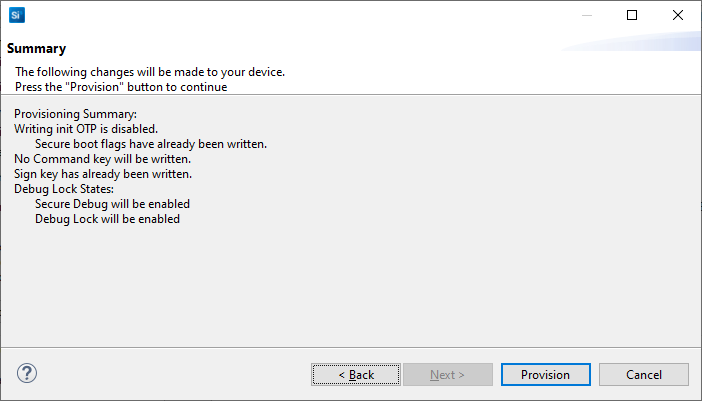 Si
Summary
The following changes will be made to your device.
Press the "Provision" button to continue
Provisioning Summary:
Writing init OTP is disabled.
Secure boot flags have already been written.
No Command key will be written.
Sign key has already been written.
Debug Lock States:
Secure Debug will be enabled
Debug Lock will be enabled
?
< Back
Next >
Provision
Cancel